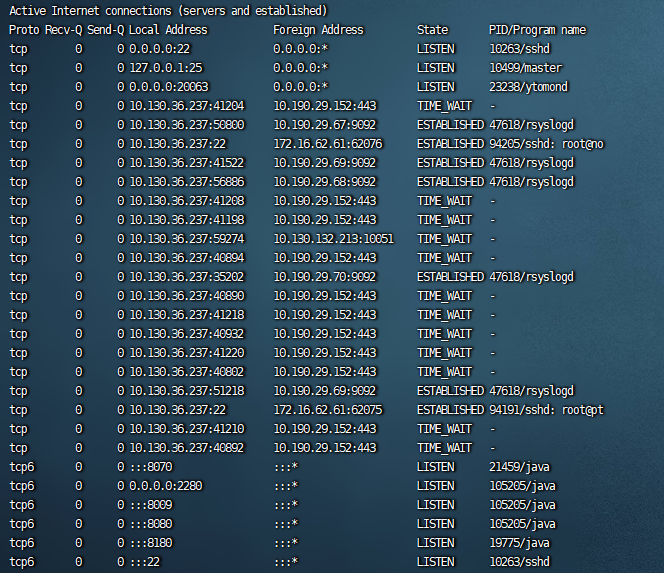 Active Internet connections (servers and established)
Proto Recv-Q Send-Q Local Address Foreign Address State PID/Program name
tcp 0 0 0.0.0.0:22 0.0.0.0:* LISTEN 10263/sshd
tcp 0 0 127.0.0.1:25 0.0.0.0:* LISTEN 10499/master
tcp 0 0 0.0.0.0:20063 0.0.0.0:* LISTEN 23238/ytomond
tcp 0 0 10.130.36.237:41204 10.190.29.152:443 TIME_WAIT -
tcp 0 0 10.130.36.237:50800 10.190.29.67:9092 ESTABLISHED 47618/rsyslogd
tcp 0 0 10.130.36.237:22 172.16.62.61:62076 ESTABLISHED 94205/sshd: root@no
tcp 0 0 10.130.36.237:41522 10.190.29.69:9092 ESTABLISHED 47618/rsyslogd
tcp 0 0 10.130.36.237:56886 10.190.29.68:9092 ESTABLISHED 47618/rsyslogd
tcp 0 0 10.130.36.237:41208 10.190.29.152:443 TIME_WAIT -
tcp 0 0 10.130.36.237:41198 10.190.29.152:443 TIME_WAIT -
tcp 0 0 10.130.36.237:59274 10.130.132.213:10051 TIME_WAIT -
tcp 0 0 10.130.36.237:40894 10.190.29.152:443 TIME_WAIT -
tcp 0 0 10.130.36.237:35202 10.190.29.70:9092 ESTABLISHED 47618/rsyslogd
tcp 0 0 10.130.36.237:40890 10.190.29.152:443 TIME_WAIT -
tcp 0 0 10.130.36.237:41218 10.190.29.152:443 TIME_WAIT -
tcp 0 0 10.130.36.237:40932 10.190.29.152:443 TIME_WAIT -
tcp 0 0 10.130.36.237:41220 10.190.29.152:443 TIME_WAIT -
tcp 0 0 10.130.36.237:40802 10.190.29.152:443 TIME_WAIT -
tcp 0 0 10.130.36.237:51218 10.190.29.69:9092 ESTABLISHED 47618/rsyslogd
tcp 0 0 10.130.36.237:22 172.16.62.61:62075 ESTABLISHED 94191/sshd: root@pt
tcp 0 0 10.130.36.237:41210 10.190.29.152:443 TIME_WAIT -
tcp 0 0 10.130.36.237:40892 10.190.29.152:443 TIME_WAIT -
tcp6 0 0 :::8070 :::* LISTEN 21459/java
tcp6 0 0 0.0.0.0:2280 :::* LISTEN 105205/java
tcp6 0 0 :::8009 :::* LISTEN 105205/java
tcp6 0 0 :::8080 :::* LISTEN 105205/java
tcp6 0 0 :::8180 :::* LISTEN 19775/java
tcp6 0 0 :::22 :::* LISTEN 10263/sshd